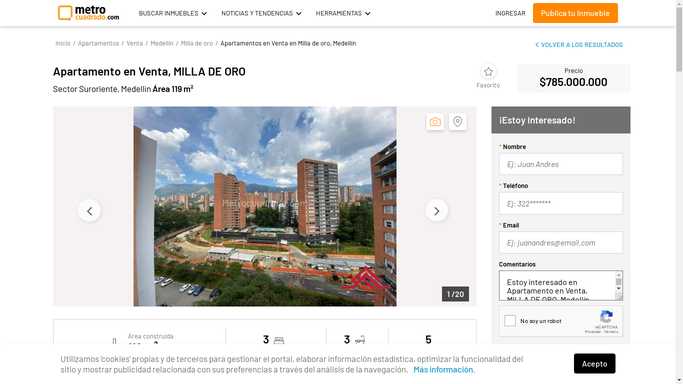 metro
cuadrado.com
BUSCAR INMUEBLES
NOTICIAS Y TENDENCIAS
HERRAMIENTAS
INGRESAR
Publica tu Inmueble
Inicio / Apartamentos / Venta / Medellín / Milla de oro / Apartamentos en Venta en Milla de oro, Medellín
VOLVER A LOS RESULTADOS
Apartamento en Venta, MILLA DE ORO
Sector Suroriente, Medellín Área 119 m²
Favorito
Precio
$785.000.000
1 / 20
¡Estoy Interesado!
* Nombre
Ej: Juan Andres
* Teléfono
Ej: 322*******
* Email
Ej: juanandres@email.com
Comentarios
Estoy interesado en
Apartamento en Venta,
MILLA DE ORO, Medellín
No soy un robot
reCAPTCHA
Privacidad - Términos
Área construida
3
3
5
Utilizamos 'cookies' propias y de terceros para gestionar el portal, elaborar información estadística, optimizar la funcionalidad del
sitio y mostrar publicidad relacionada con sus preferencias a través del análisis de la navegación. Más información.
Acepto